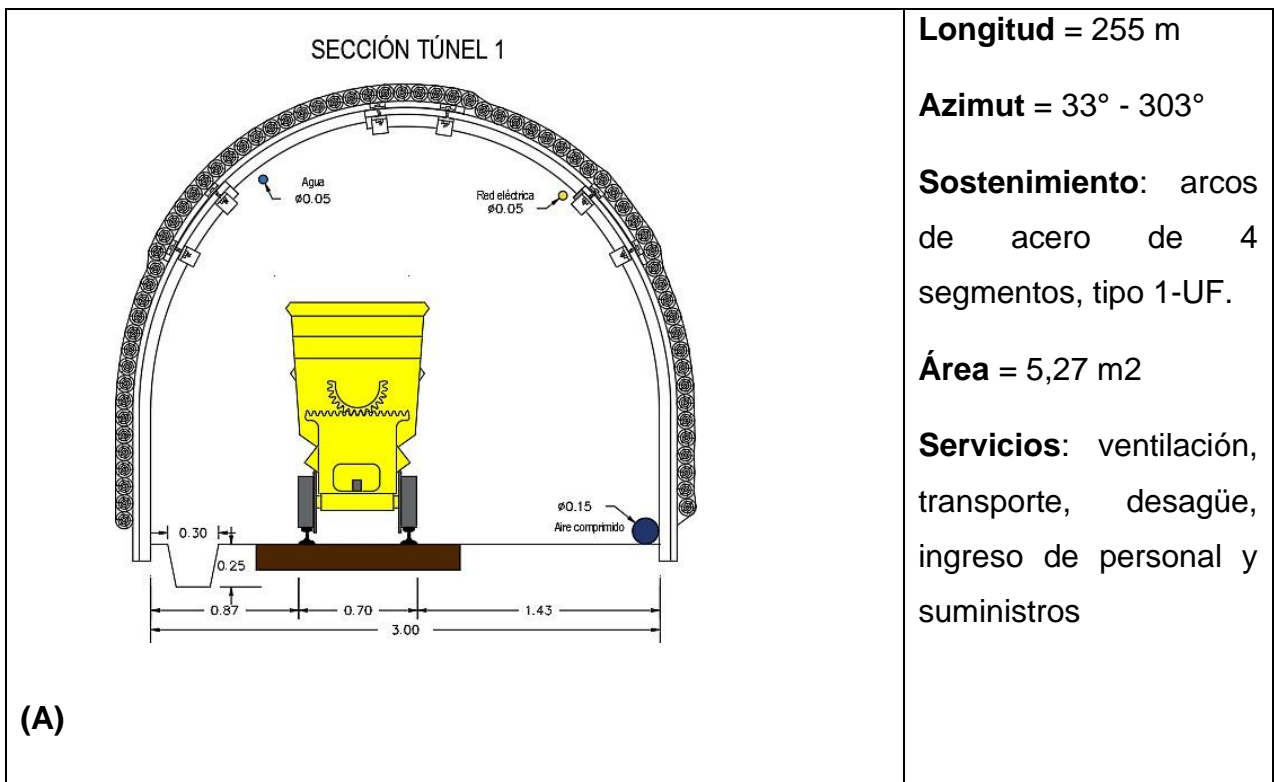 SECCIÓN TÚNEL 1
Agua
ø0.05
Red eléctrica
ø0.05
ø0.15
Aire comprimido
0.30
0.25
0.87
0.70
1.43
3.00
(A)
Longitud = 255 m
Azimut = 33° - 303°
Sostenimiento: arcos
de acero de 4
segmentos, tipo 1-UF.
Área = 5,27 m2
Servicios: ventilación,
transporte, desagüe,
ingreso de personal y
suministros